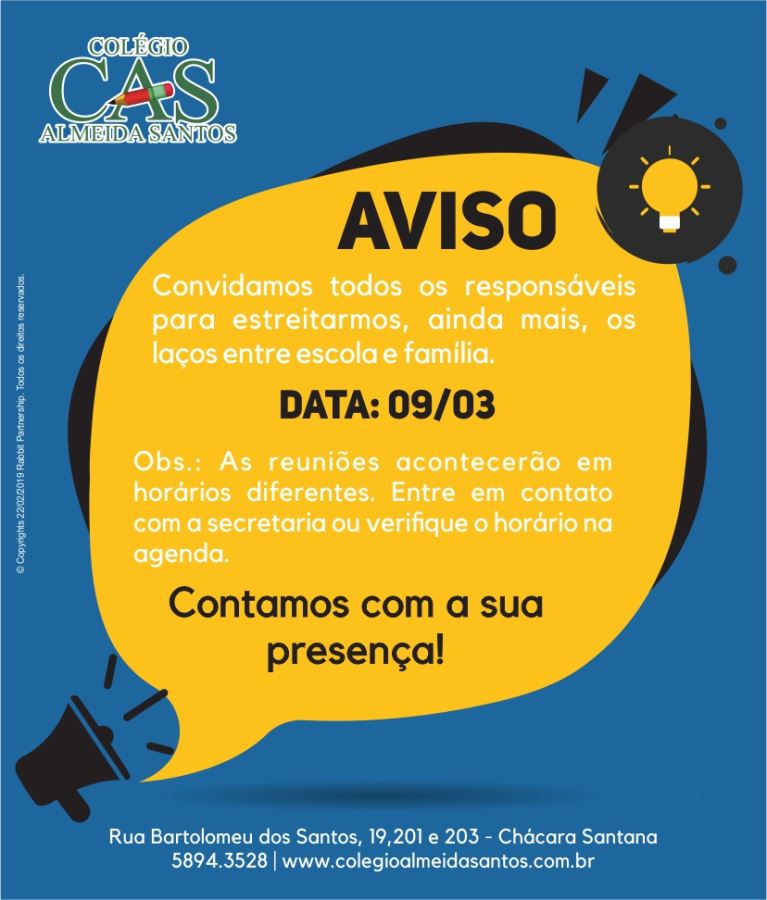 COLÉGIO
CAS
ALMEIDA SANTOS
AVISO
Convidamos todos os responsáveis
para estreitarmos, ainda mais, os
laços entre escola e família.
DATA: 09/03
Obs.: As reuniões acontecerão em
horários diferentes. Entre em contato
com a secretaria ou verifique o horário na
agenda.
Contamos com a sua
presença!
© Copyrights 22/02/2019 Rabbit Partnership. Todos os direitos reservados.
Rua Bartolomeu dos Santos, 19,201 e 203 - Chácara Santana
5894.3528 | www.colegioalmeidasantos.com.br